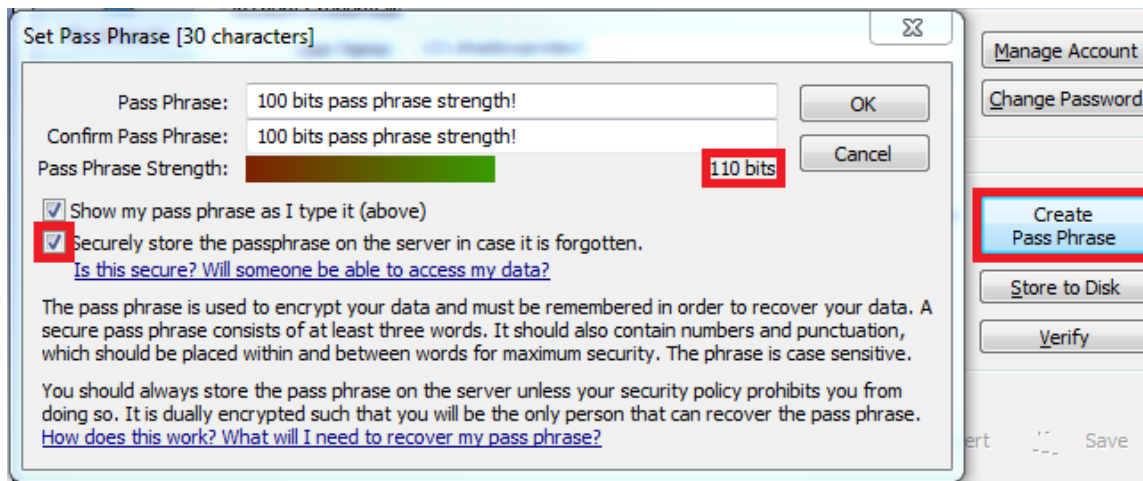 Set Pass Phrase [30 characters]
Manage Account
Pass Phrase: 100 bits pass phrase strength! OK
Change Password
Confirm Pass Phrase: 100 bits pass phrase strength!
Pass Phrase Strength: 110 bits Cancel
Show my pass phrase as I type it (above)
Securely store the passphrase on the server in case it is forgotten.
Is this secure? Will someone be able to access my data?
Create
Pass Phrase
Store to Disk
Verify
The pass phrase is used to encrypt your data and must be remembered in order to recover your data. A
secure pass phrase consists of at least three words. It should also contain numbers and punctuation,
which should be placed within and between words for maximum security. The phrase is case sensitive.
You should always store the pass phrase on the server unless your security policy prohibits you from
doing so. It is dually encrypted such that you will be the only person that can recover the pass phrase.
How does this work? What will I need to recover my pass phrase?
ert Save